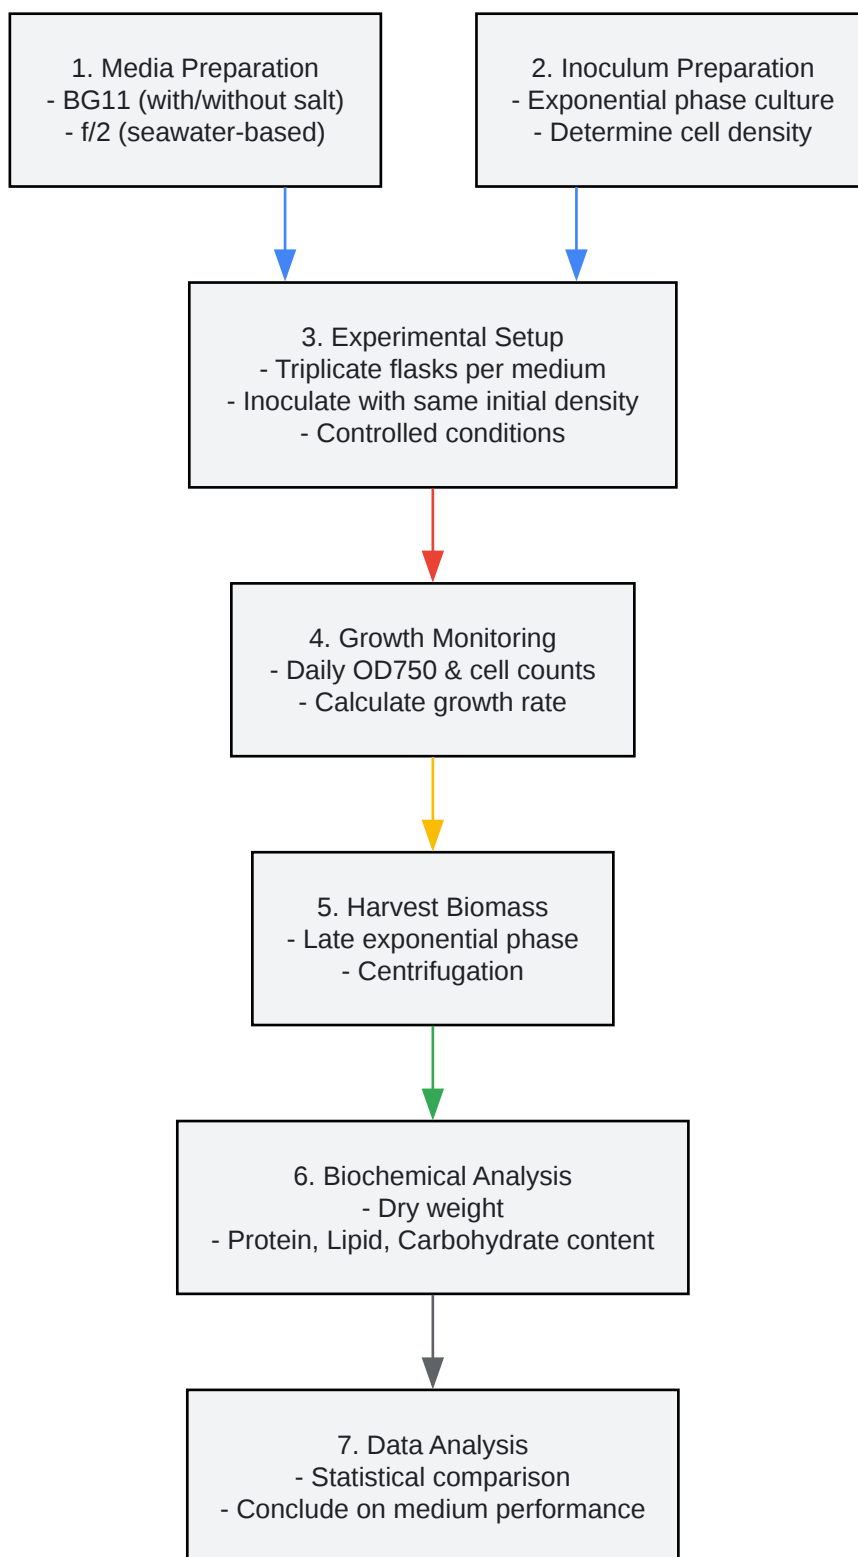 1. Media Preparation
- BG11 (with/without salt)
- f/2 (seawater-based)
2. Inoculum Preparation
- Exponential phase culture
- Determine cell density
3. Experimental Setup
- Triplicate flasks per medium
- Inoculate with same initial density
- Controlled conditions
4. Growth Monitoring
- Daily OD750 & cell counts
- Calculate growth rate
5. Harvest Biomass
- Late exponential phase
- Centrifugation
6. Biochemical Analysis
- Dry weight
- Protein, Lipid, Carbohydrate content
7. Data Analysis
- Statistical comparison
- Conclude on medium performance